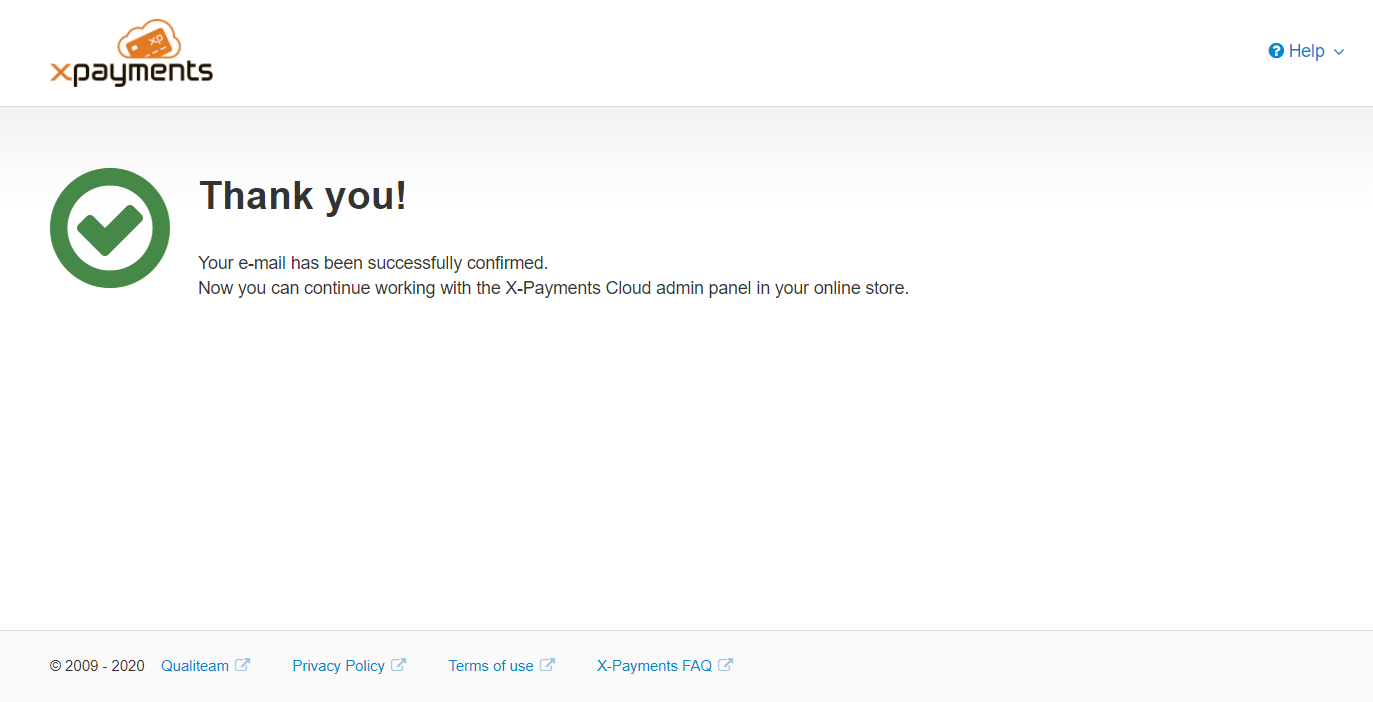 xp
xpayments
Help
Thank you!
Your e-mail has been successfully confirmed.
Now you can continue working with the X-Payments Cloud admin panel in your online store.
© 2009 - 2020 Qualiteam Privacy Policy Terms of use X-Payments FAQ